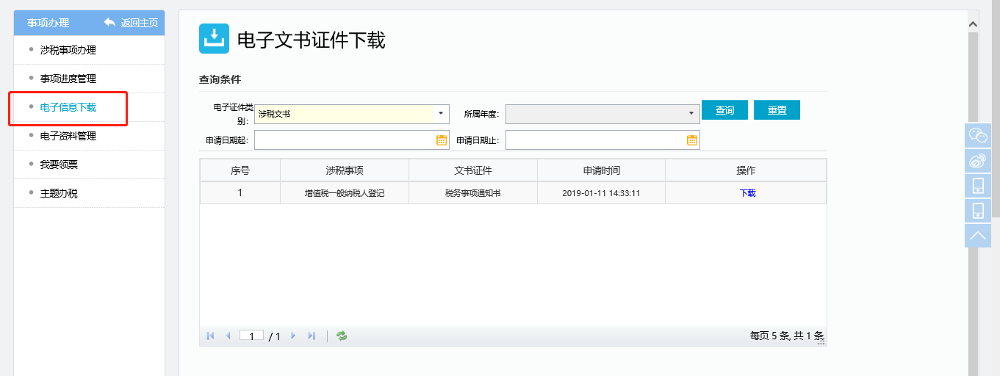 事项办理 返回主页
涉税事项办理
事项进度管理
电子信息下载
电子资料管理
我要领票
主题办税
电子文书证件下载
查询条件
电子证件类别： 涉税文书 所属年度： 查询 重置
申请日期起： 申请日期止：
序号 涉税事项 文书证件 申请时间 操作
1 增值税一般纳税人登记 税务事项通知书 2019-01-11 14:33:11 下载
1 / 1 每页 5 条, 共 1 条